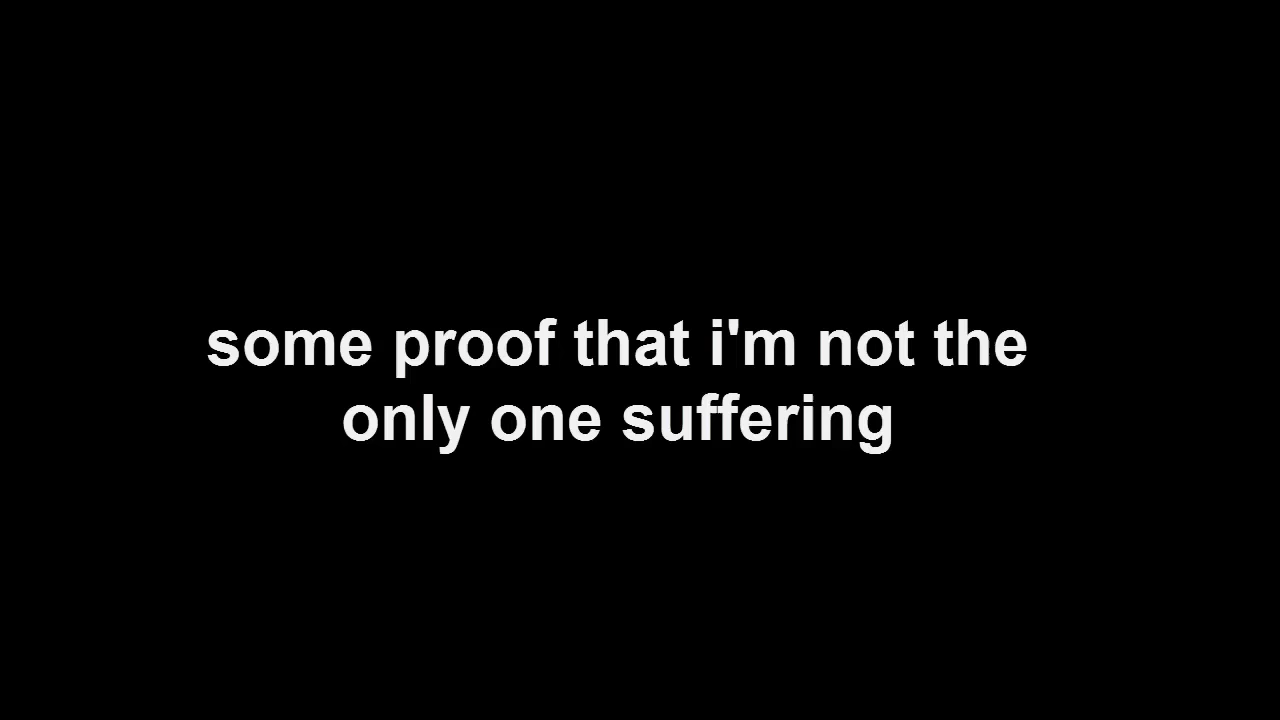 some proof that i'm not the
only one suffering